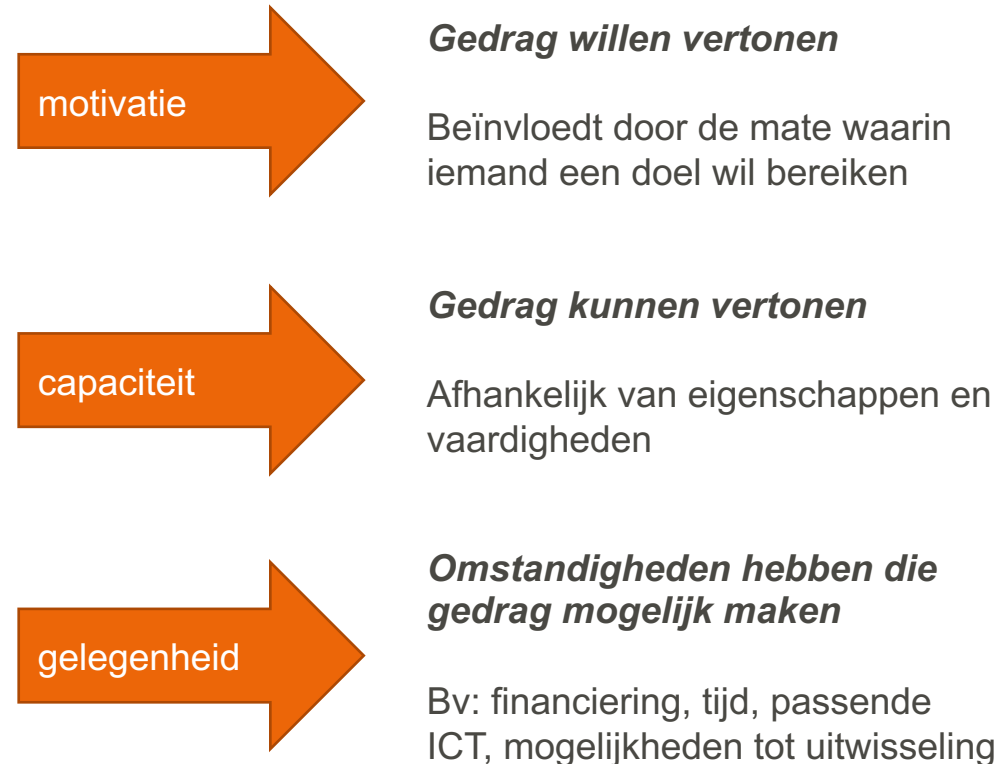 motivatie
Gedrag willen vertonen
Beïnvloedt door de mate waarin
iemand een doel wil bereiken
capaciteit
Gedrag kunnen vertonen
Afhankelijk van eigenschappen en
vaardigheden
gelegenheid
Omstandigheden hebben die
gedrag mogelijk maken
Bv: financiering, tijd, passende
ICT, mogelijkheden tot uitwisseling